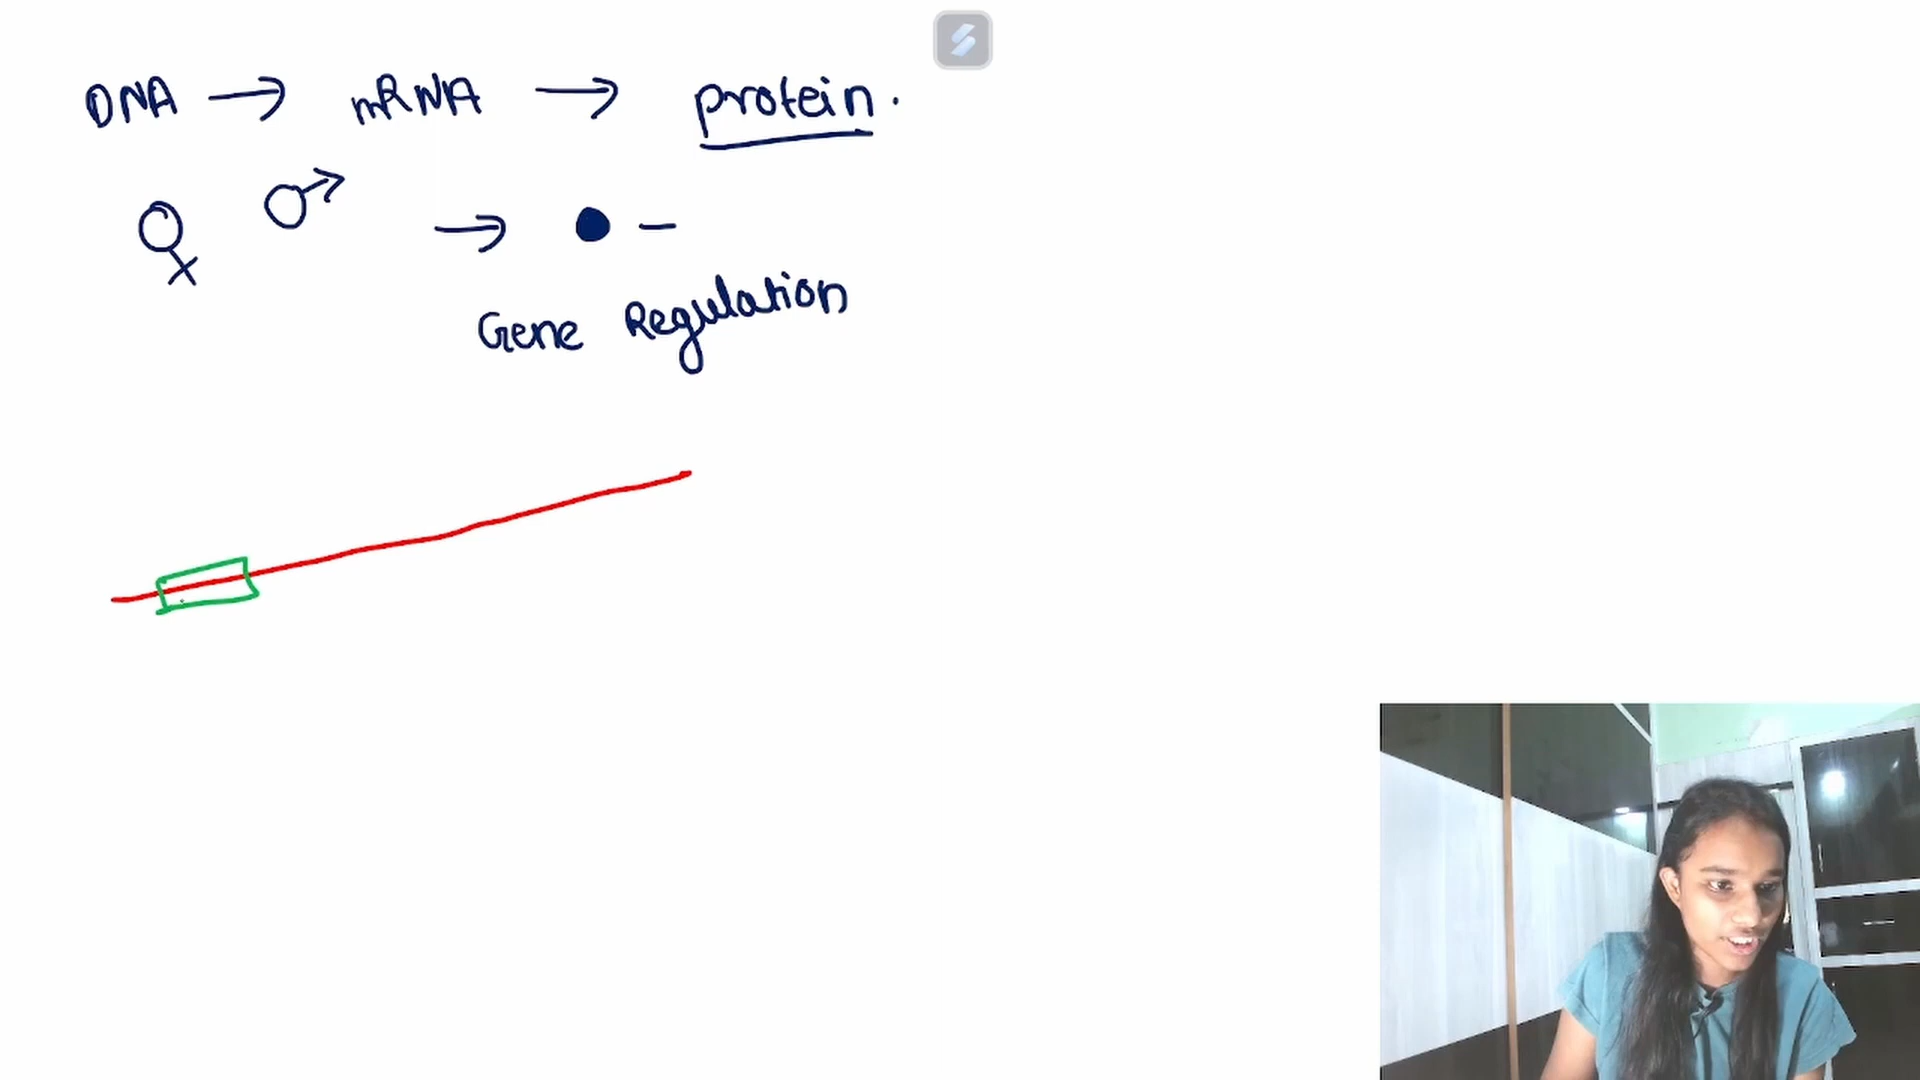 DNA → mRNA → protein.
♀ ♂ → ● –
Gene Regulation